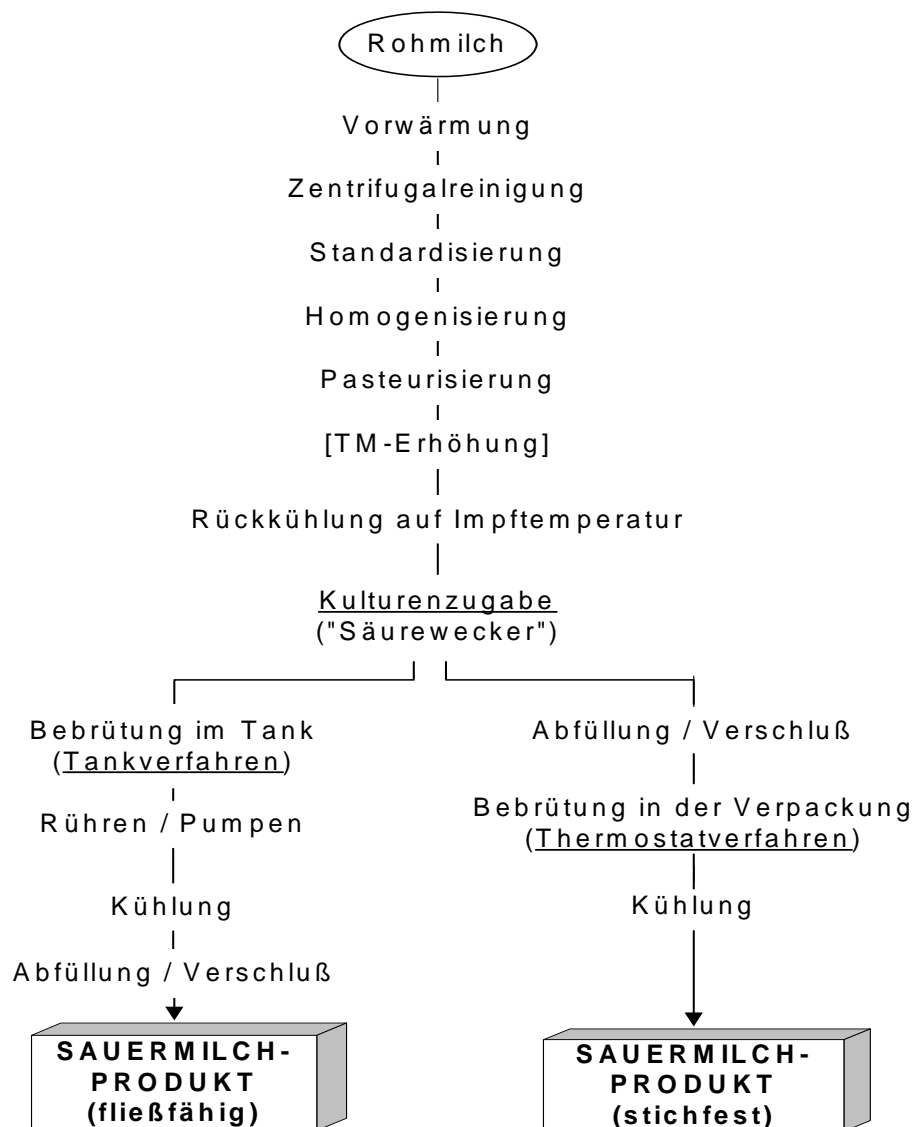 Rohmilch
Vorwärmung
Zentrifugalreinigung
Standardisierung
Homogenisierung
Pasteurisierung
[TM-Erhöhung]
Rückkühlung auf Impftemperatur
Kulturenzugabe
("Säurewecker")
Bebrütung im Tank
(Tankverfahren)
Rühren / Pumpen
Kühlung
Abfüllung / Verschluß
SAUERMILCH-
PRODUKT
(fließfähig)
Abfüllung / Verschluß
Bebrütung in der Verpackung
(Thermostatverfahren)
Kühlung
SAUERMILCH-
PRODUKT
(stichfest)